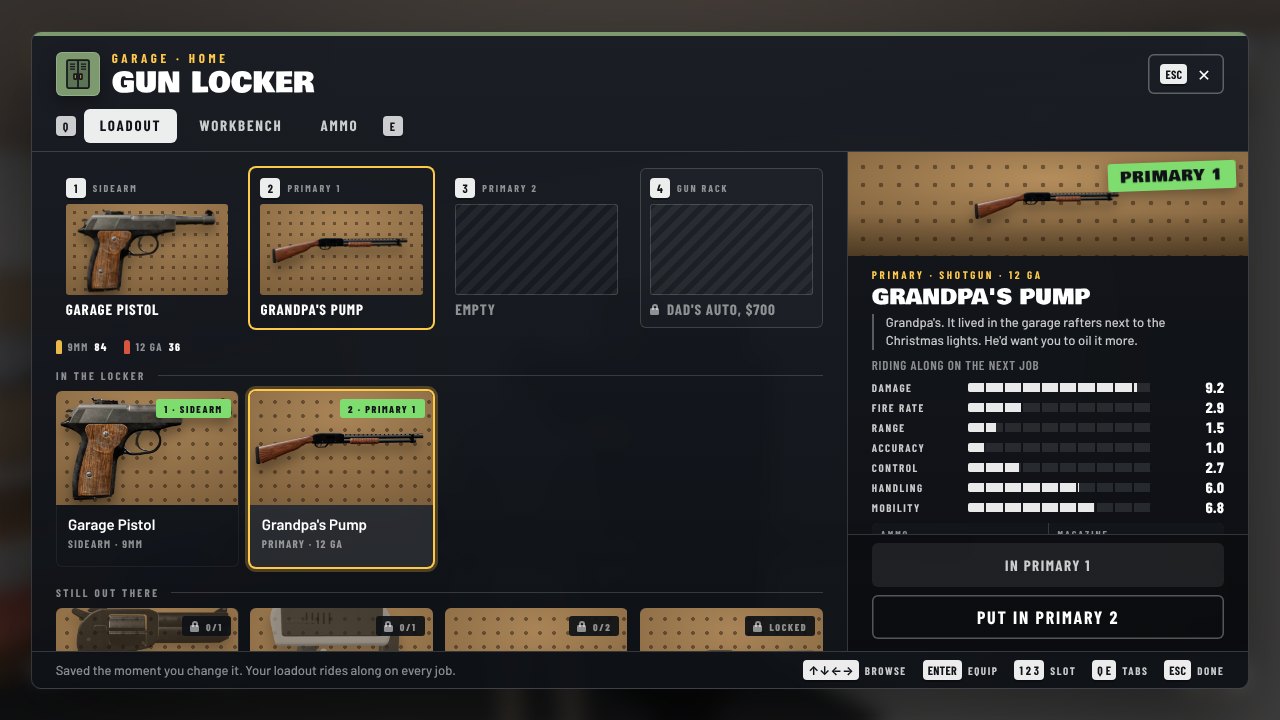 GARAGE · HOME
GUN LOCKER
ESC ×
Q LOADOUT WORKBENCH AMMO E
1 SIDEARM
GARAGE PISTOL
2 PRIMARY 1
GRANDPA'S PUMP
3 PRIMARY 2
EMPTY
4 GUN RACK
DAD'S AUTO, $700
9MM 84 12 GA 36
IN THE LOCKER
1 · SIDEARM
Garage Pistol
SIDEARM · 9MM
2 · PRIMARY 1
Grandpa's Pump
PRIMARY · 12 GA
STILL OUT THERE
0/1
0/1
0/2
LOCKED
PRIMARY 1
PRIMARY · SHOTGUN · 12 GA
GRANDPA'S PUMP
Grandpa's. It lived in the garage rafters next to the
Christmas lights. He'd want you to oil it more.
RIDING ALONG ON THE NEXT JOB
DAMAGE 9.2
FIRE RATE 2.9
RANGE 1.5
ACCURACY 1.0
CONTROL 2.7
HANDLING 6.0
MOBILITY 6.8
AMMO MAGAZINE
IN PRIMARY 1
PUT IN PRIMARY 2
Saved the moment you change it. Your loadout rides along on every job.
↑↓←→ BROWSE ENTER EQUIP 1 2 3 SLOT Q E TABS ESC DONE